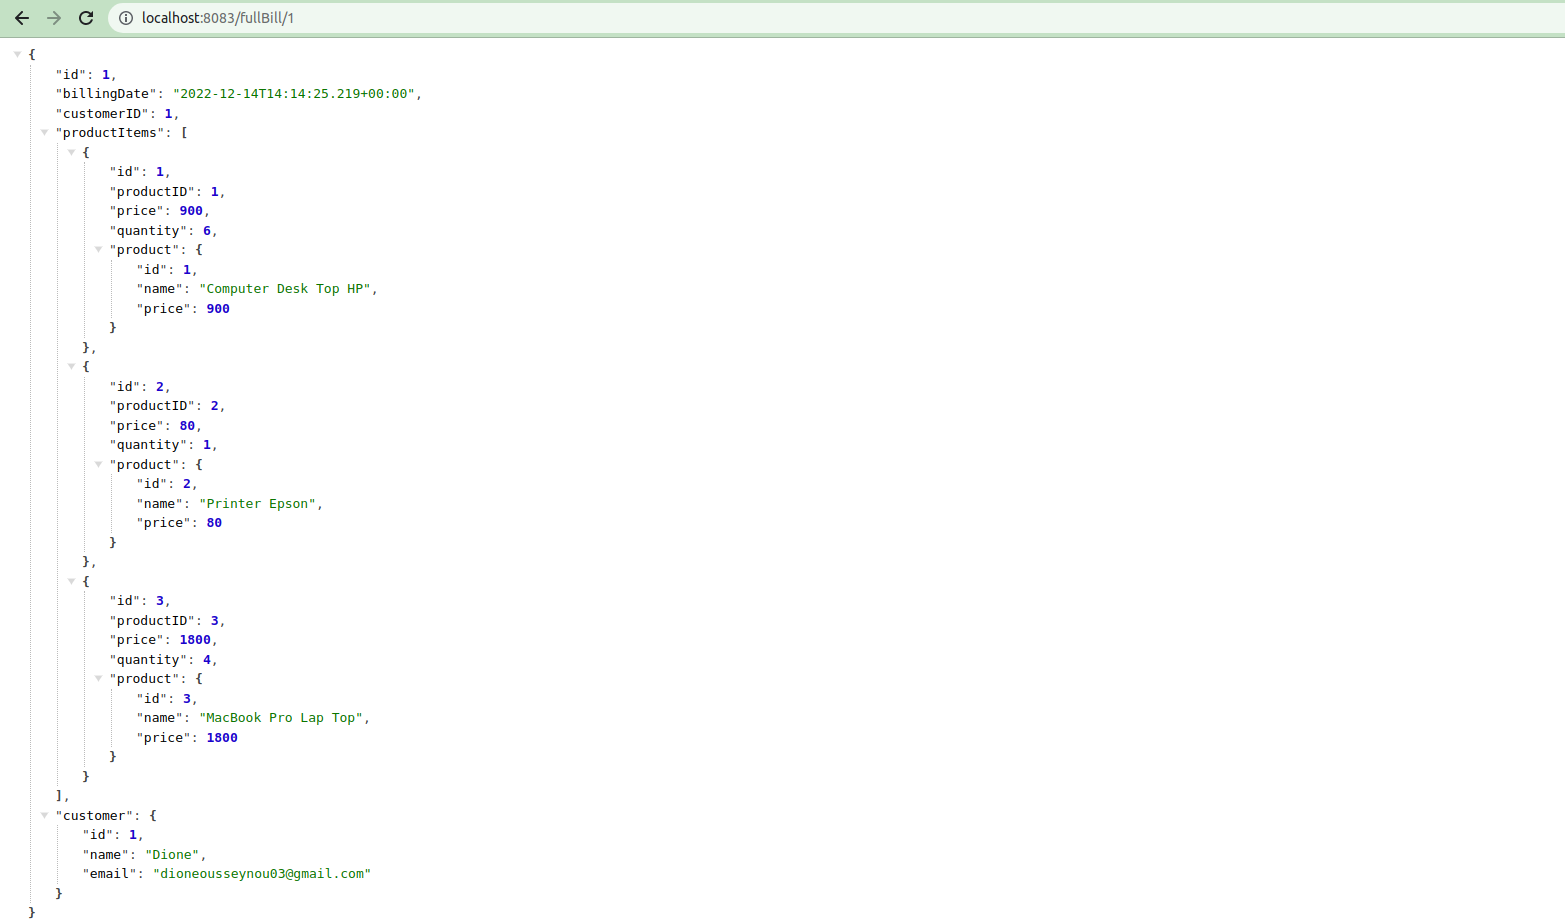 localhost:8083/fullBill/1
{
"id": 1,
"billingDate": "2022-12-14T14:14:25.219+00:00",
"customerID": 1,
"productItems": [
{
"id": 1,
"productID": 1,
"price": 900,
"quantity": 6,
"product": {
"id": 1,
"name": "Computer Desk Top HP",
"price": 900
}
},
{
"id": 2,
"productID": 2,
"price": 80,
"quantity": 1,
"product": {
"id": 2,
"name": "Printer Epson",
"price": 80
}
},
{
"id": 3,
"productID": 3,
"price": 1800,
"quantity": 4,
"product": {
"id": 3,
"name": "MacBook Pro Lap Top",
"price": 1800
}
}
],
"customer": {
"id": 1,
"name": "Dione",
"email": "dioneousseynou03@gmail.com"
}
}